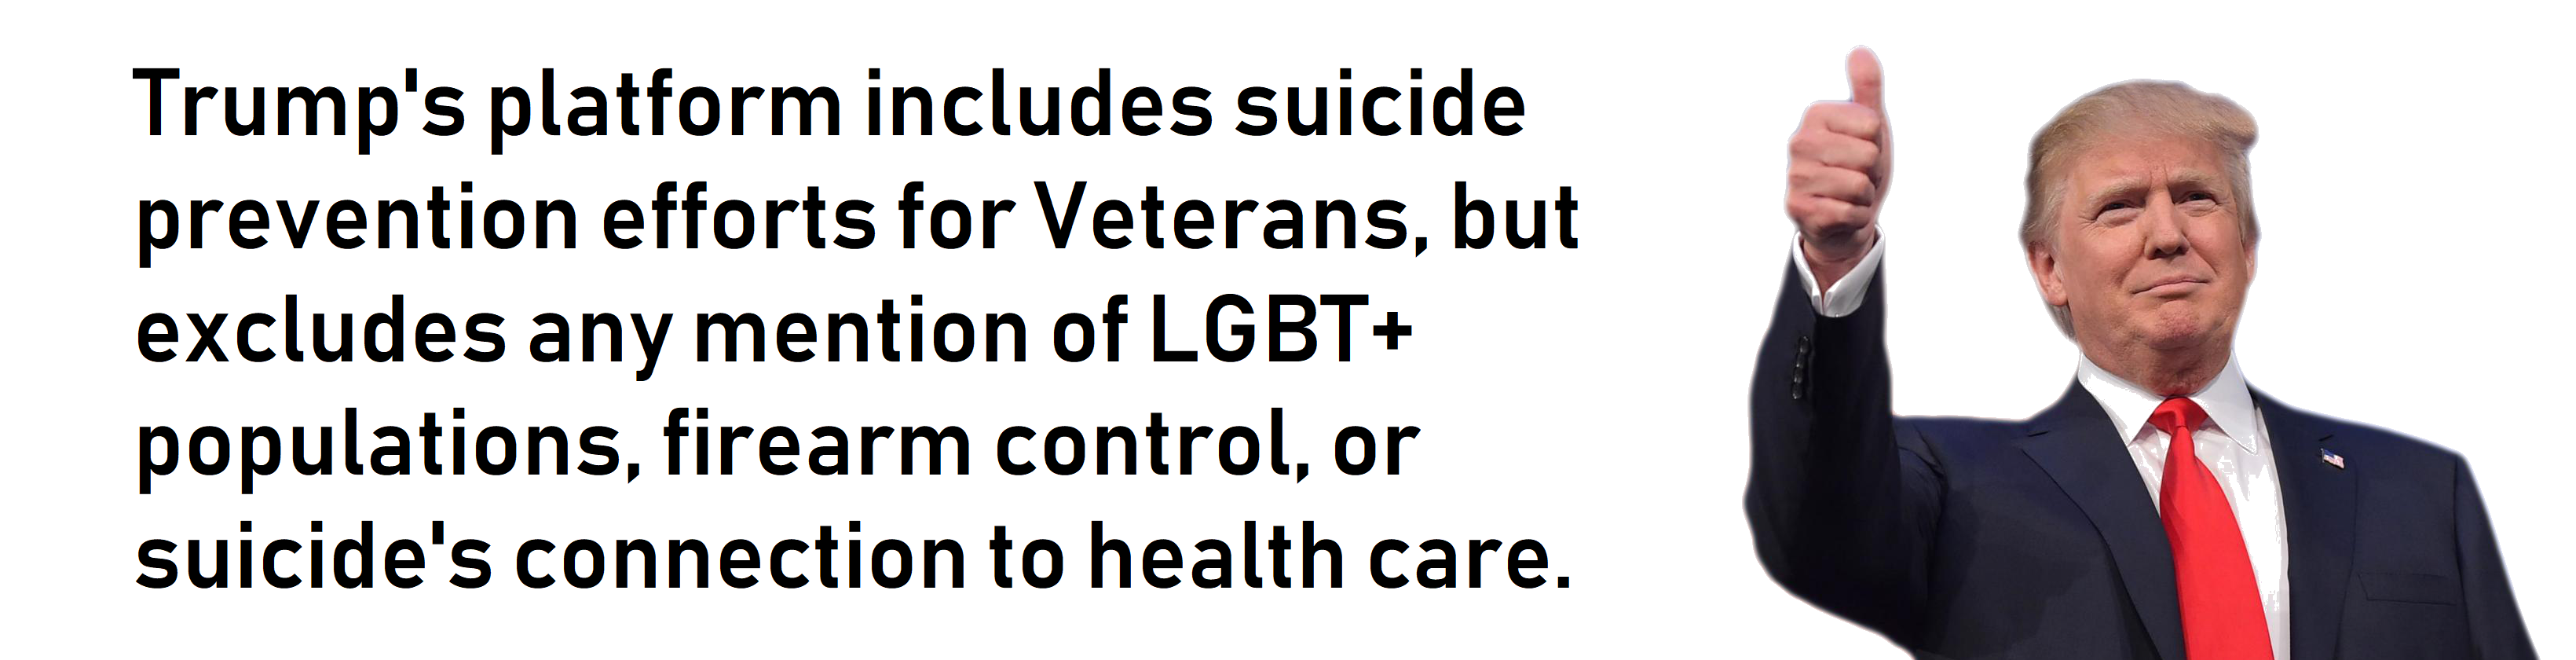 Trump's platform includes suicide
prevention efforts for Veterans, but
excludes any mention of LGBT+
populations, firearm control, or
suicide's connection to health care.